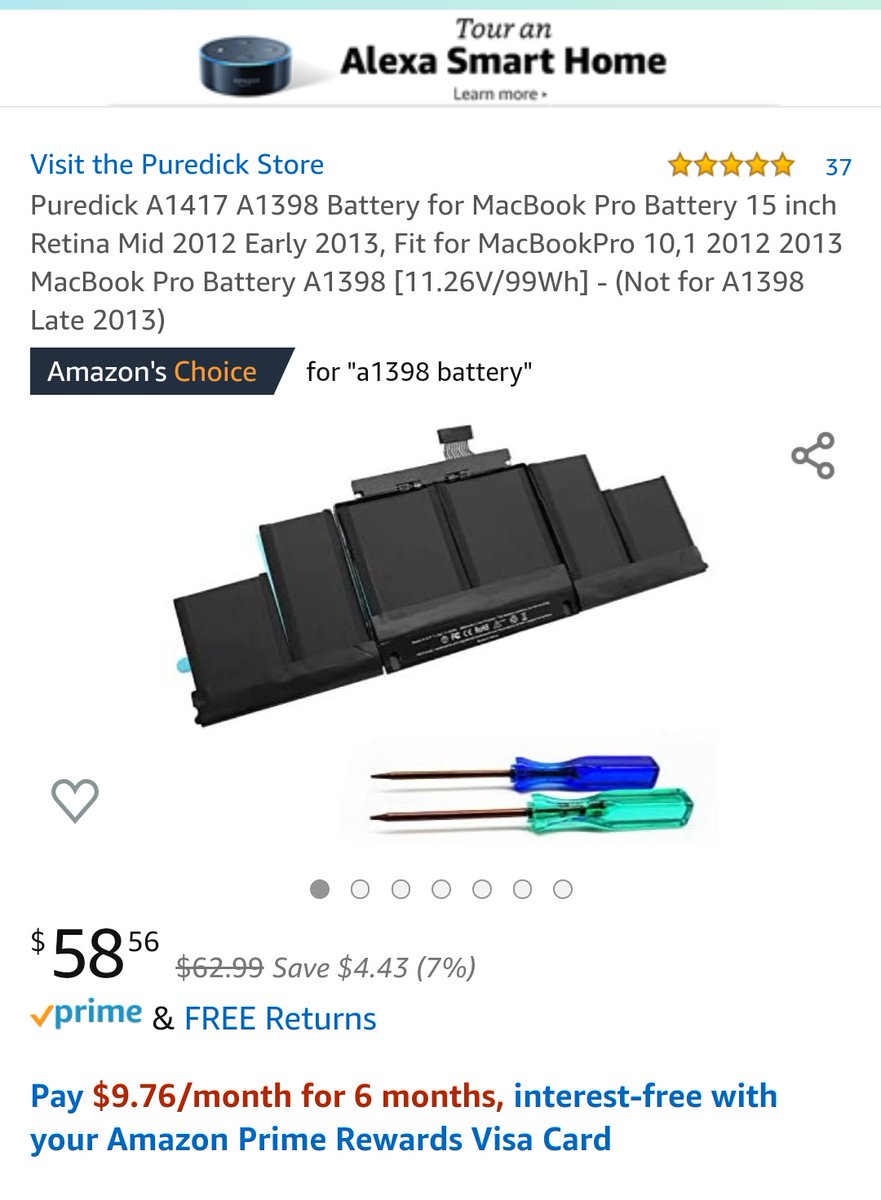 Tour an
Alexa Smart Home
Learn more
Visit the Puredick Store 37
Puredick A1417 A1398 Battery for MacBook Pro Battery 15 inch
Retina Mid 2012 Early 2013, Fit for MacBookPro 10,1 2012 2013
MacBook Pro Battery A1398 [11.26V/99Wh] - (Not for A1398
Late 2013)
Amazon's Choice for "a1398 battery"
FC CE RoHS
$58.56 $62.99 Save $4.43 (7%)
prime & FREE Returns
Pay $9.76/month for 6 months, interest-free with
your Amazon Prime Rewards Visa Card